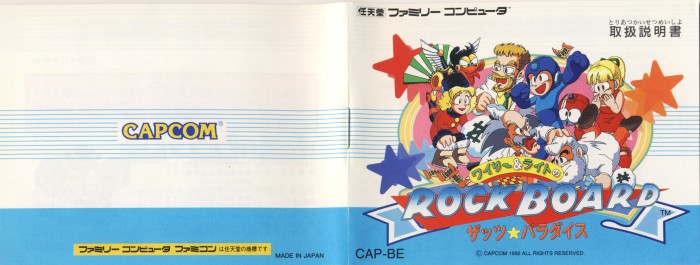 CAPCOM
ファミリー コンピュータ ファミコン は任天堂の商標です
MADE IN JAPAN
任天堂 ファミリー コンピュータ™
とりあつかいせつめいしょ
取扱説明書
ワイリー&ライトの
ROCKBOARD™
ザッツ★パラダイス
CAP-BE
© CAPCOM 1992 ALL RIGHTS RESERVED.